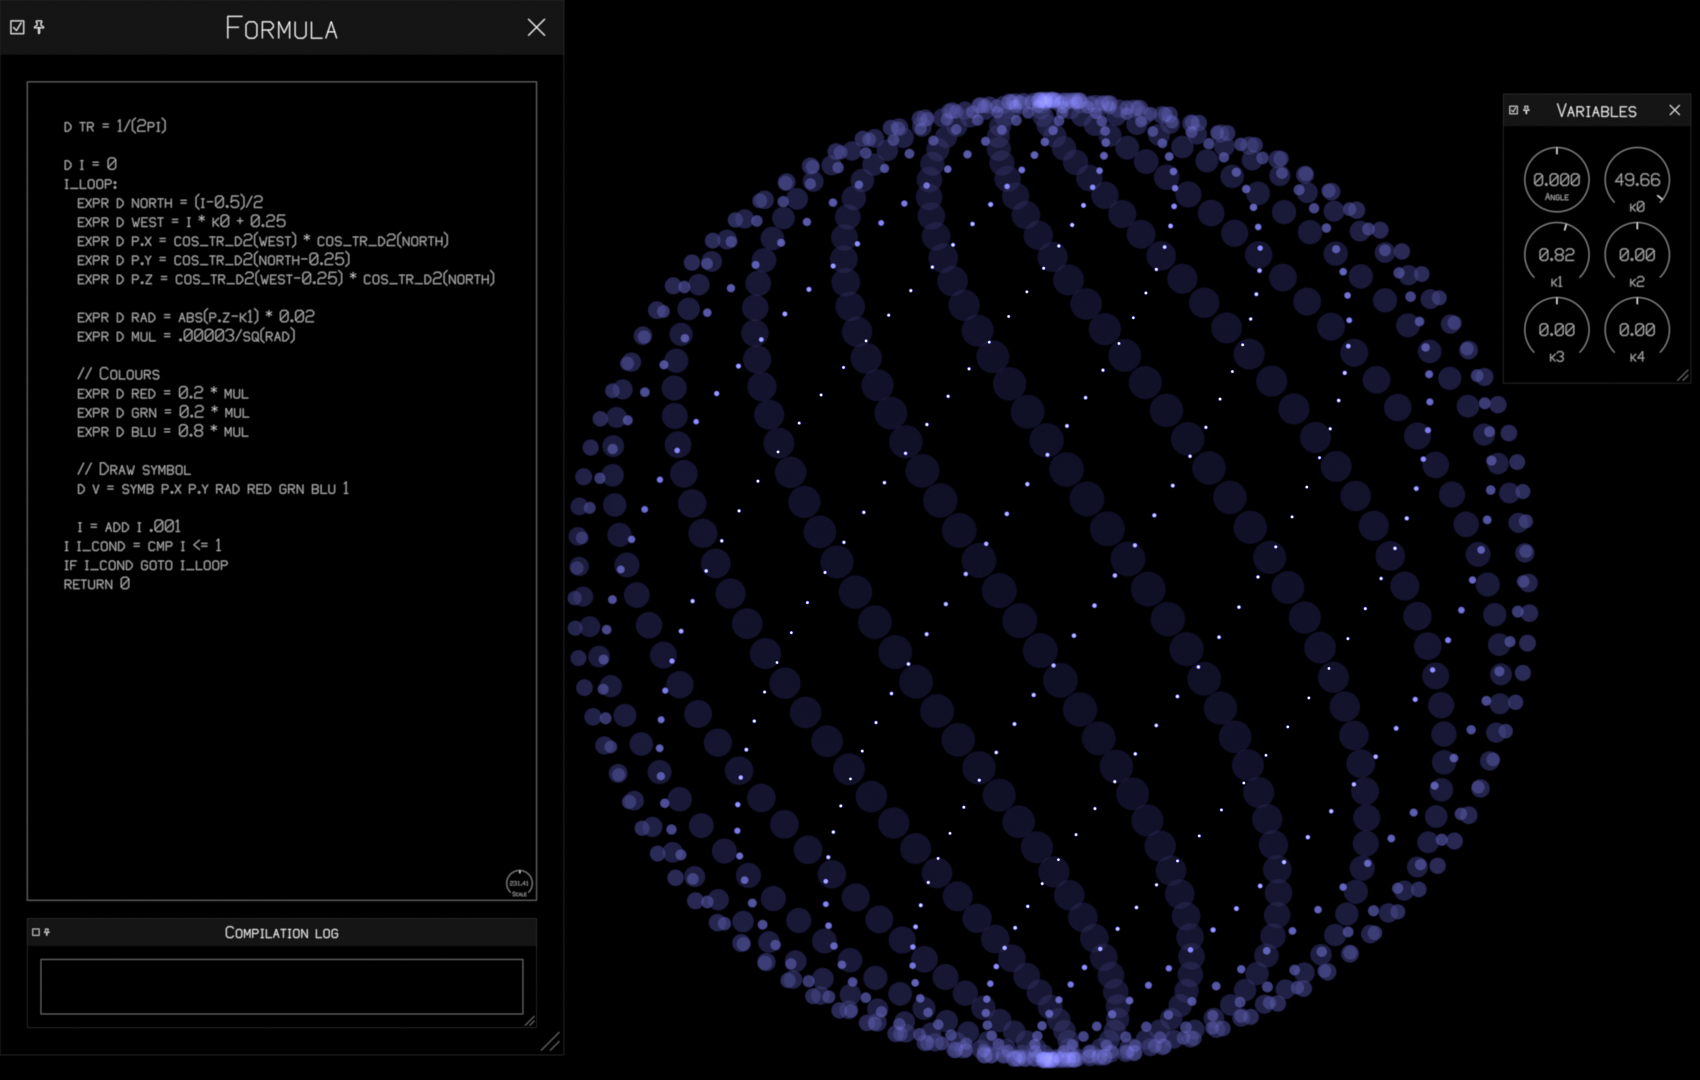 Formula
D TR = 1/(2PI)
D I = 0
I_LOOP:
EXPR D NORTH = (I-0.5)/2
EXPR D WEST = I * K0 + 0.25
EXPR D P.X = COS_TR_D2(WEST) * COS_TR_D2(NORTH)
EXPR D P.Y = COS_TR_D2(NORTH-0.25)
EXPR D P.Z = COS_TR_D2(WEST-0.25) * COS_TR_D2(NORTH)
EXPR D RAD = ABS(P.Z-K1) * 0.02
EXPR D MUL = .00003/SQ(RAD)
// Colours
EXPR D RED = 0.2 * MUL
EXPR D GRN = 0.2 * MUL
EXPR D BLU = 0.8 * MUL
// Draw symbol
D V = SYMB P.X P.Y RAD RED GRN BLU 1
I = ADD I .001
I I_COND = CMP I <= 1
IF I_COND GOTO I_LOOP
RETURN 0
231.41
Scale
Compilation log
Variables
0.000
Angle
49.66
K0
0.82
K1
0.00
K2
0.00
K3
0.00
K4